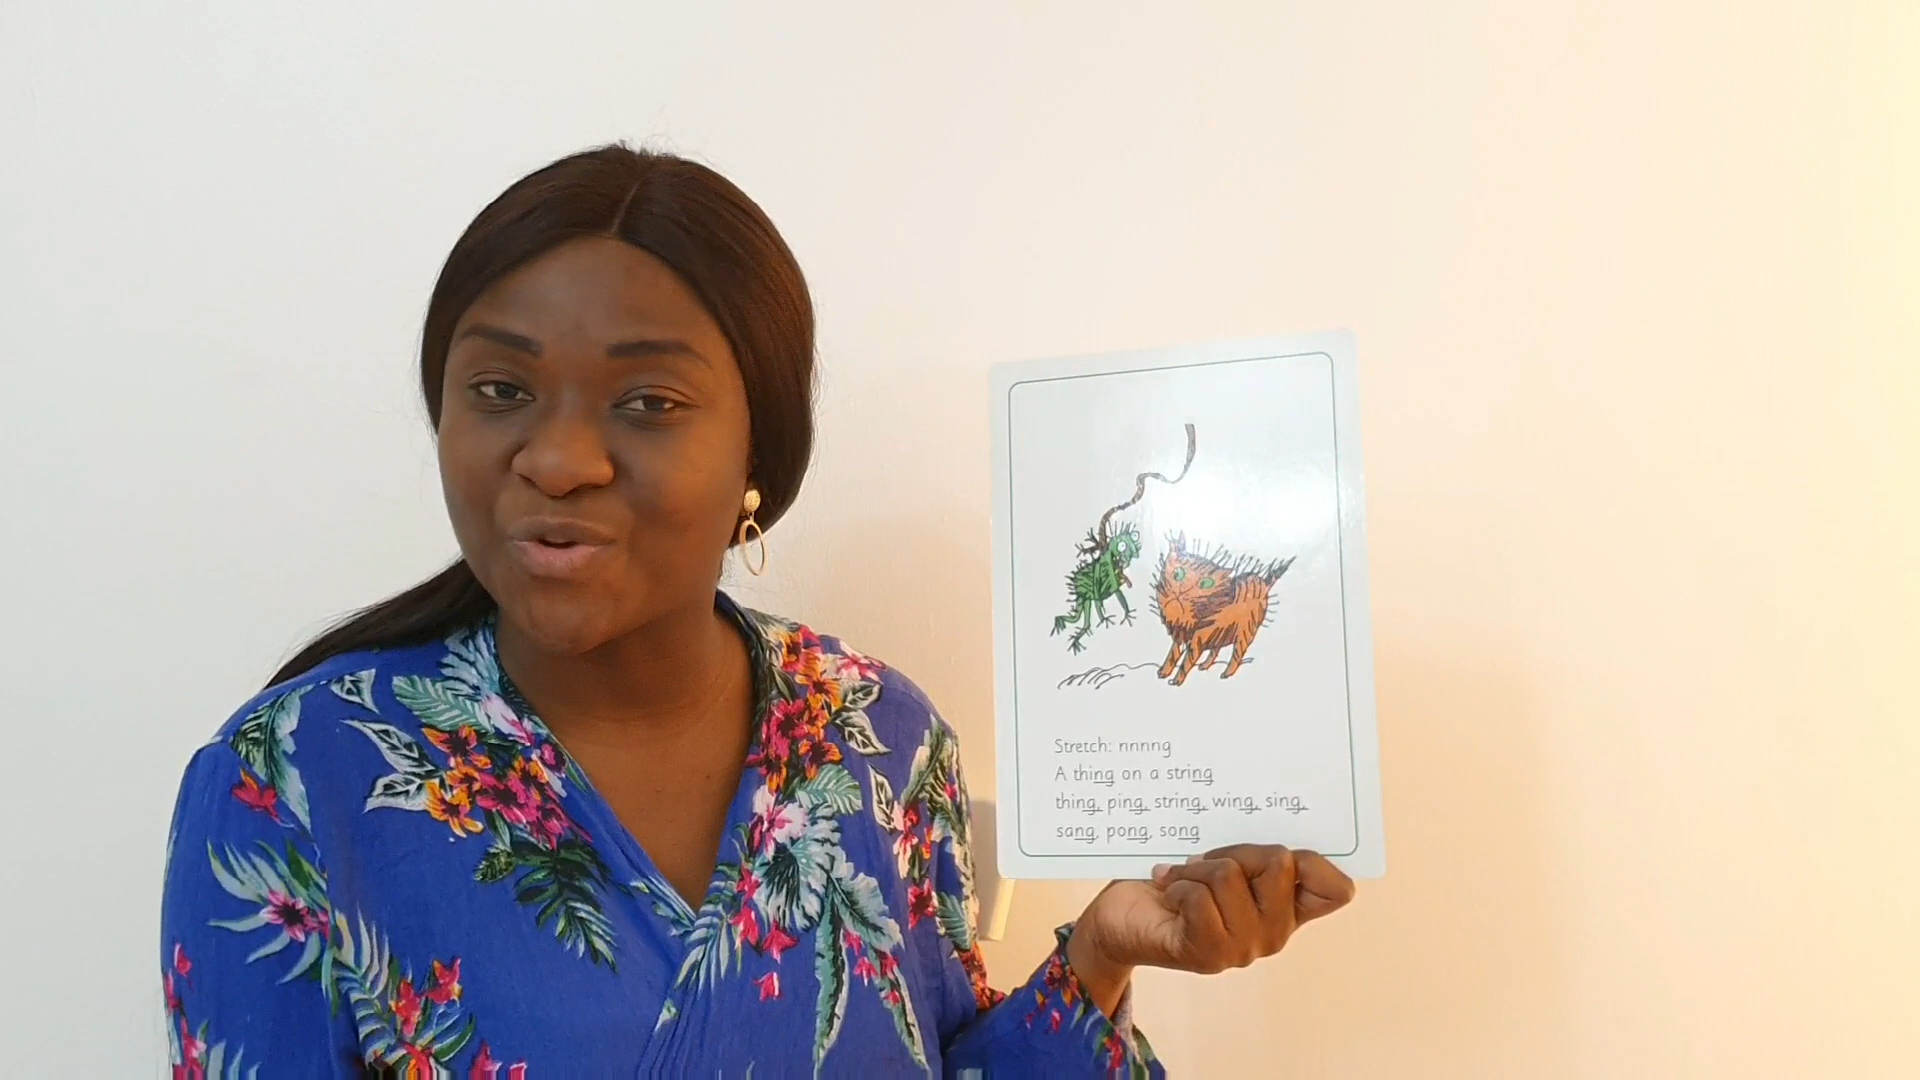 Stretch: nnnng
A thing on a string
thing, ping, string, wing, sing,
sang, pong, song